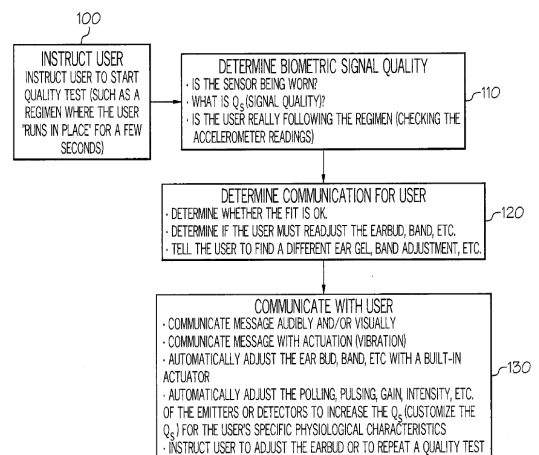 100
INSTRUCT USER
INSTRUCT USER TO START
QUALITY TEST (SUCH AS A
REGIMEN WHERE THE USER
"RUNS IN PLACE" FOR A FEW
SECONDS)
DETERMINE BIOMETRIC SIGNAL QUALITY
· IS THE SENSOR BEING WORN?
· WHAT IS QS (SIGNAL QUALITY)?
· IS THE USER REALLY FOLLOWING THE REGIMEN (CHECKING THE
ACCELEROMETER READINGS)
110
DETERMINE COMMUNICATION FOR USER
· DETERMINE WHETHER THE FIT IS OK.
· DETERMINE IF THE USER MUST READJUST THE EARBUD, BAND, ETC.
· TELL THE USER TO FIND A DIFFERENT EAR GEL, BAND ADJUSTMENT, ETC.
120
COMMUNICATE WITH USER
· COMMUNICATE MESSAGE AUDIBLY AND/OR VISUALLY
· COMMUNICATE MESSAGE WITH ACTUATION (VIBRATION)
· AUTOMATICALLY ADJUST THE EAR BUD, BAND, ETC WITH A BUILT-IN
ACTUATOR
· AUTOMATICALLY ADJUST THE POLLING, PULSING, GAIN, INTENSITY, ETC.
OF THE EMITTERS OR DETECTORS TO INCREASE THE QS (CUSTOMIZE THE
QS) FOR THE USER'S SPECIFIC PHYSIOLOGICAL CHARACTERISTICS
· INSTRUCT USER TO ADJUST THE EARBUD OR TO REPEAT A QUALITY TEST
130